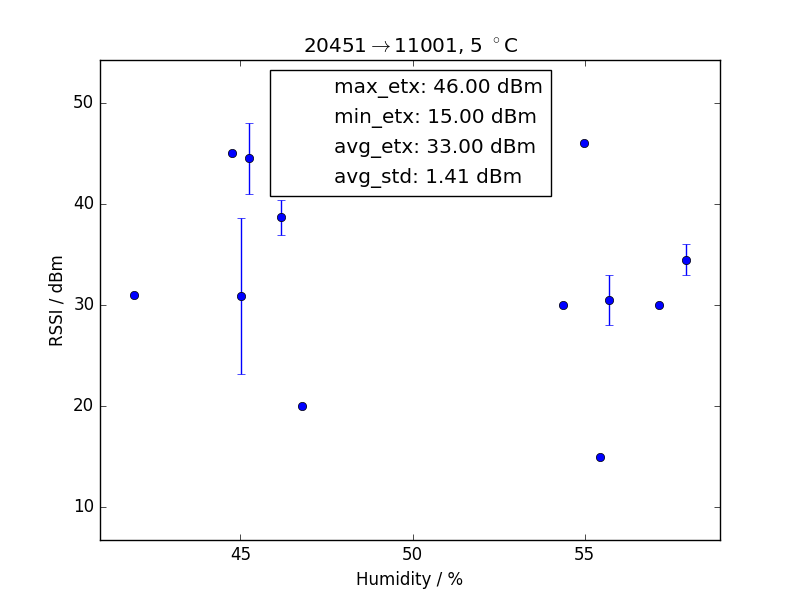 20451→11001, 5 °C
max_etx: 46.00 dBm
min_etx: 15.00 dBm
avg_etx: 33.00 dBm
avg_std: 1.41 dBm
RSSI / dBm
50
40
30
20
10
45
50
55
Humidity / %